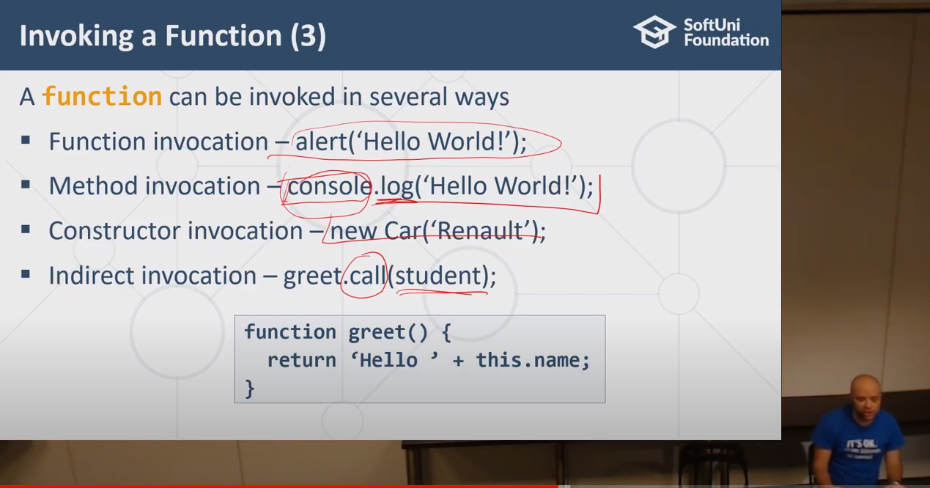 Invoking a Function (3)
SoftUni
Foundation
A function can be invoked in several ways
▪ Function invocation – alert(‘Hello World!’);
▪ Method invocation – console.log(‘Hello World!’);
▪ Constructor invocation – new Car(‘Renault’);
▪ Indirect invocation – greet.call(student);
function greet() {
return ‘Hello ’ + this.name;
}
IT'S OK..